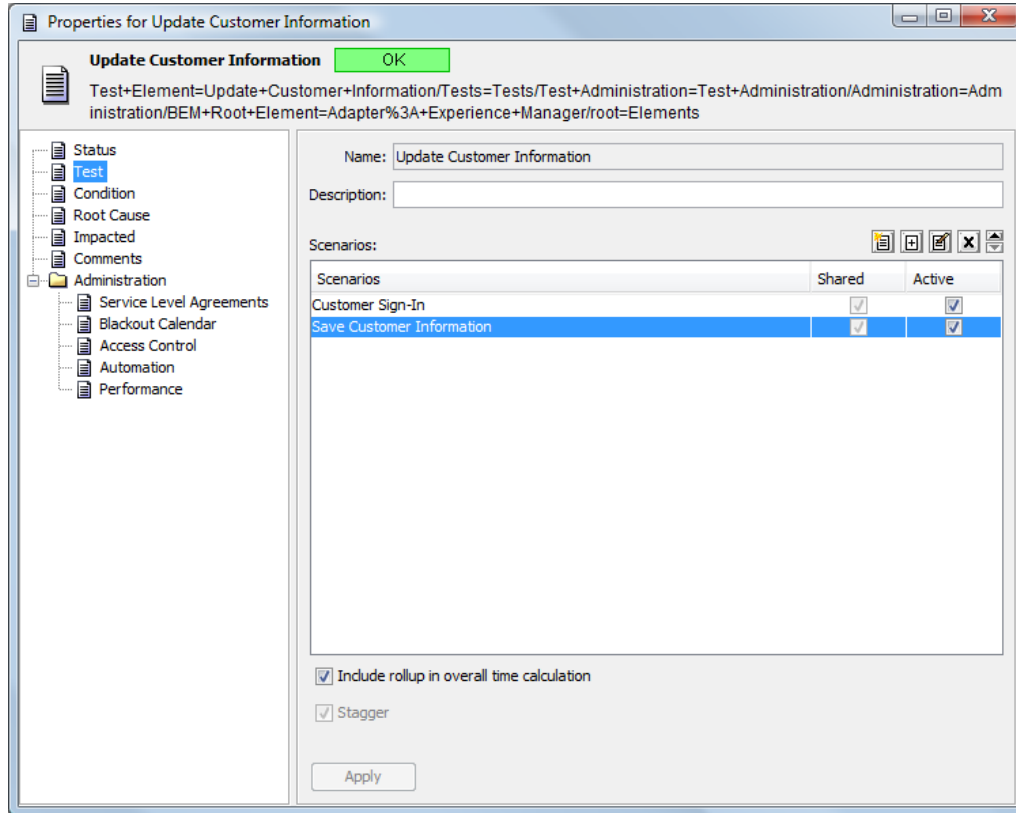 Properties for Update Customer Information
Update Customer Information OK
Test+Element=Update+Customer+Information/Tests=Tests/Test+Administration=Test+Administration/Administration=Adm
inistration/BEM+Root+Element=Adapter%3A+Experience+Manager/root=Elements
Status
Test
Condition
Root Cause
Impacted
Comments
Administration
Service Level Agreements
Blackout Calendar
Access Control
Automation
Performance
Name: Update Customer Information
Description:
Scenarios:
Scenarios Shared Active
Customer Sign-In
Save Customer Information
Include rollup in overall time calculation
Stagger
Apply